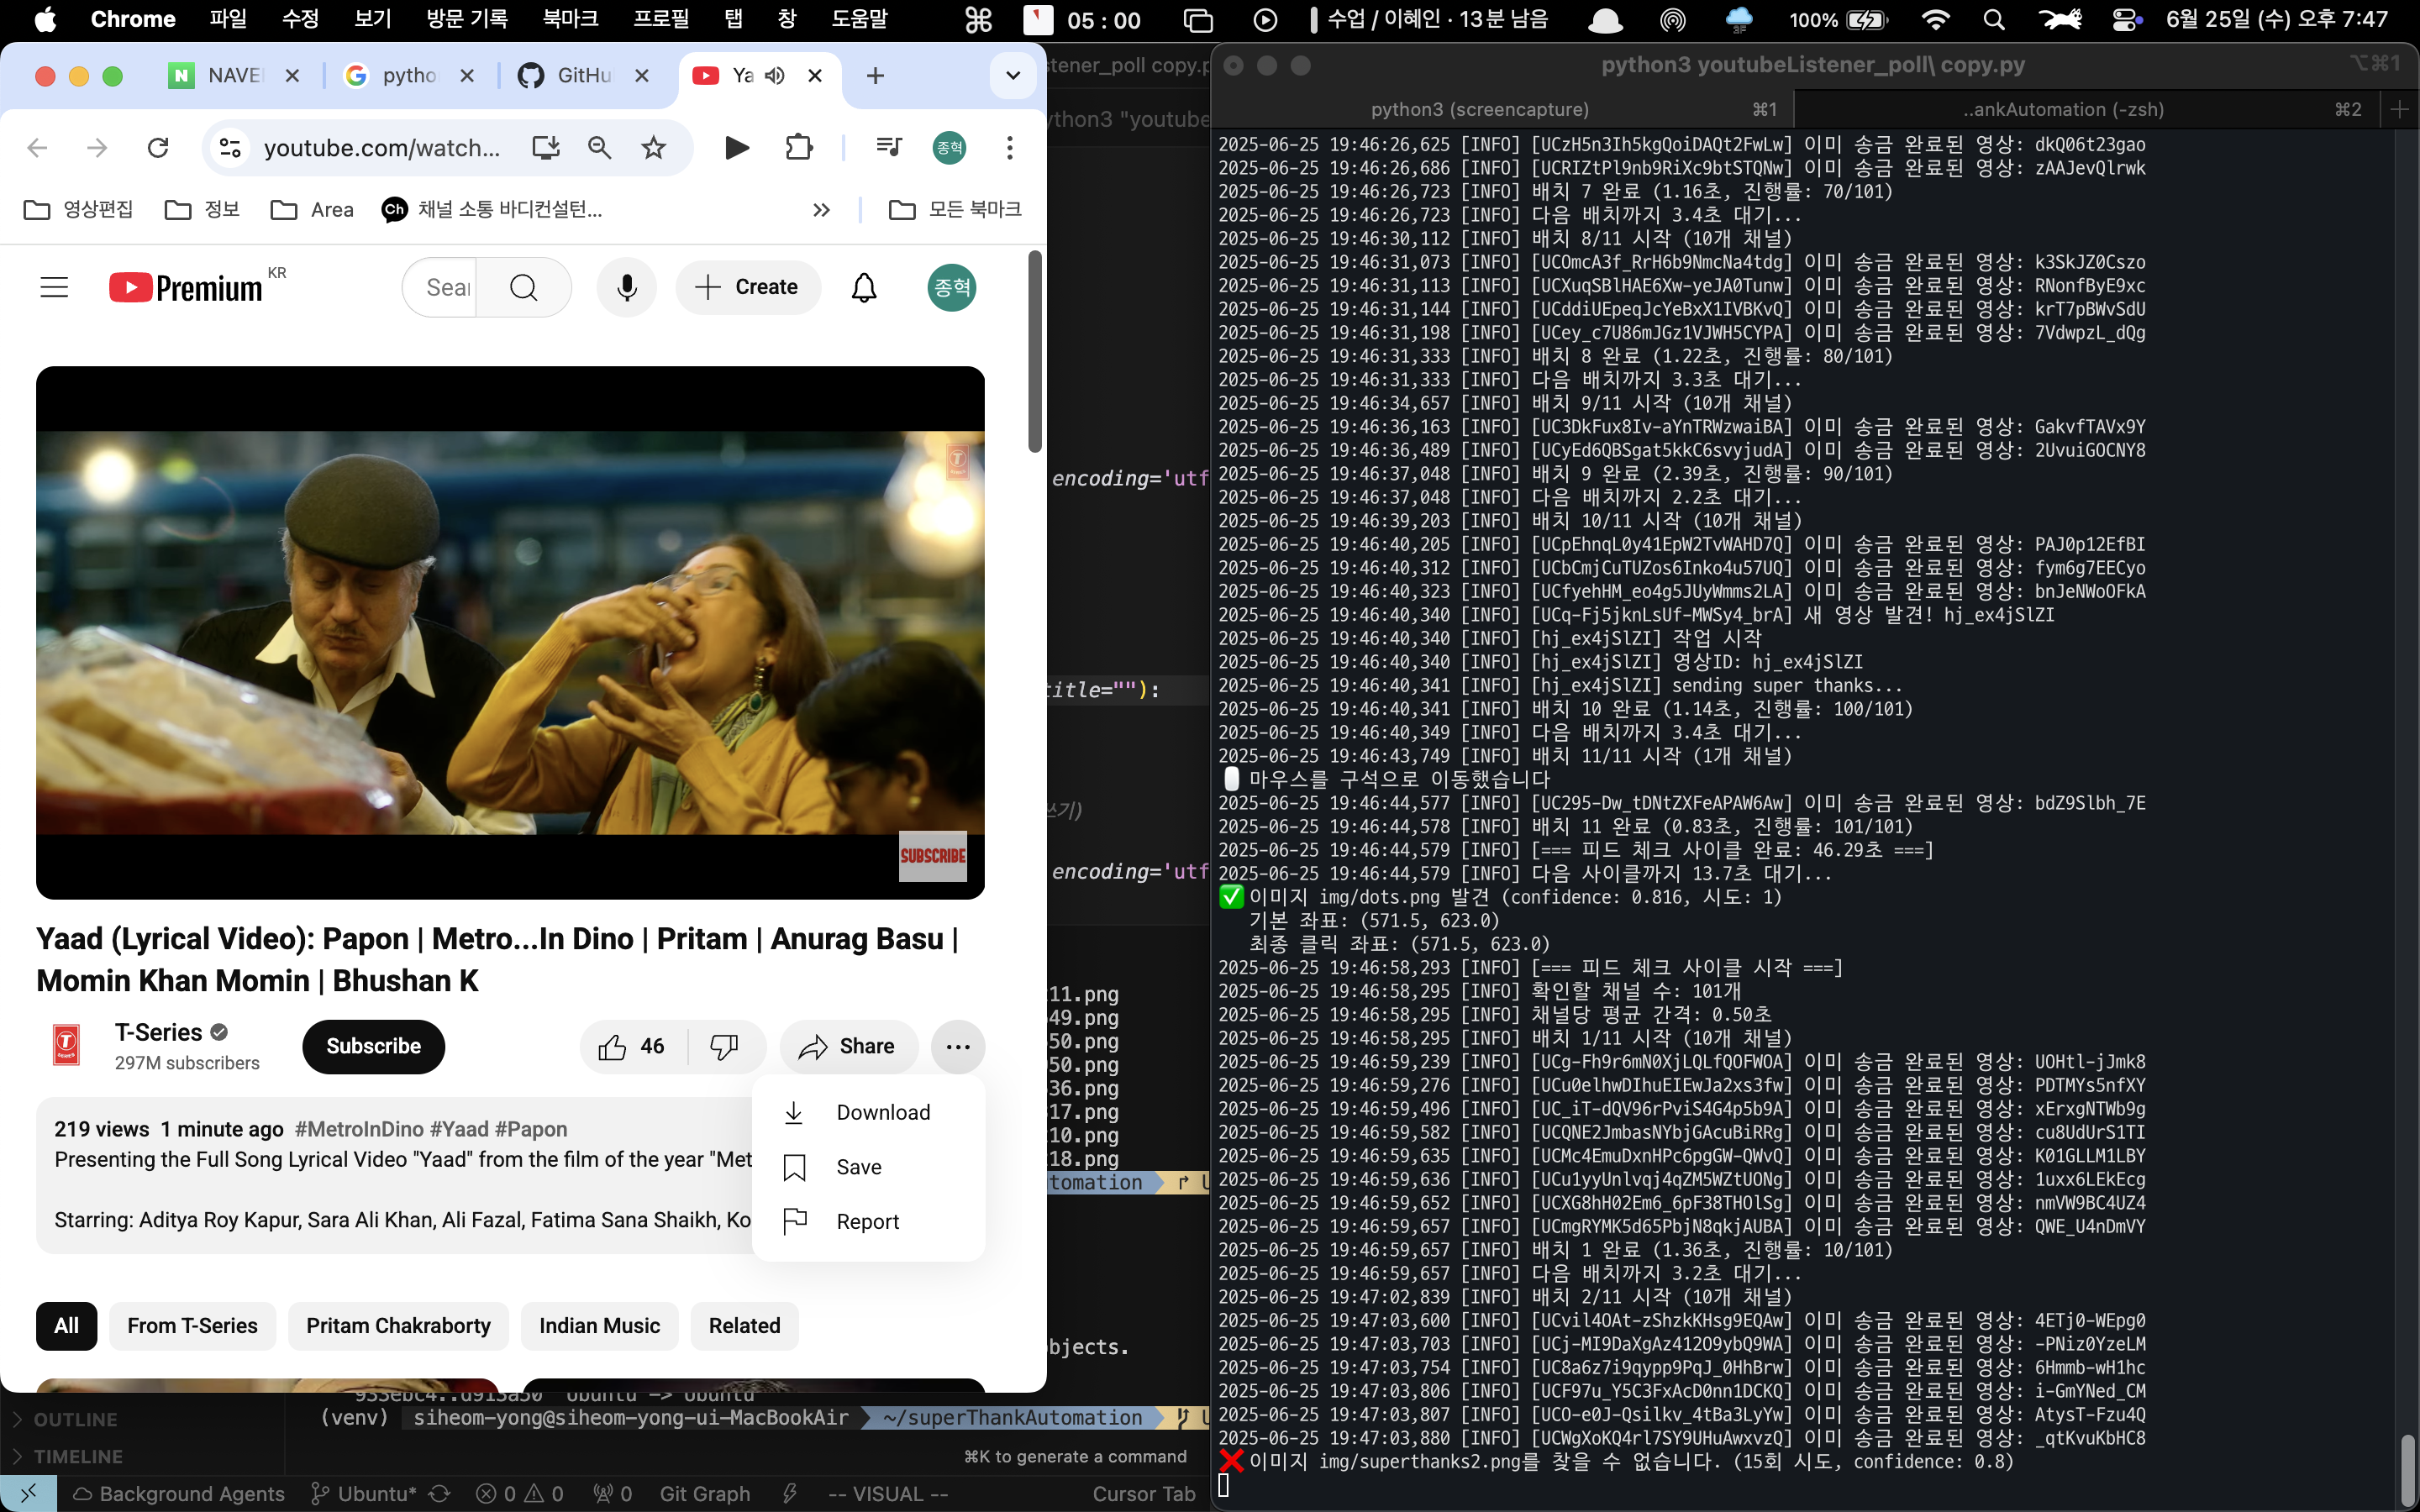 Chrome 파일 수정 보기 방문 기록 북마크 프로필 탭 창 도움말 05 : 00 수업 / 이혜인 · 13분 남음 100% 6월 25일 (수) 오후 7:47
NAVE pytho GitHu Ya
youtube.com/watch... 종혁
영상편집 정보 Area Ch 채널 소통 바디컨설턴... 모든 북마크
Premium KR Sear Create 종혁
SUBSCRIBE
Yaad (Lyrical Video): Papon | Metro...In Dino | Pritam | Anurag Basu |
Momin Khan Momin | Bhushan K
T-Series
297M subscribers
Subscribe 46 Share
219 views 1 minute ago #MetroInDino #Yaad #Papon
Presenting the Full Song Lyrical Video "Yaad" from the film of the year "Met
Starring: Aditya Roy Kapur, Sara Ali Khan, Ali Fazal, Fatima Sana Shaikh, Ko
Download
Save
Report
All From T-Series Pritam Chakraborty Indian Music Related
stener_poll copy.p
ython3 "youtube
encoding='utf
title=""):
쓰기)
encoding='utf
11.png
49.png
50.png
50.png
36.png
17.png
10.png
18.png
tomation
bjects.
933ebc4..d913a50 Ubuntu -> Ubuntu
(venv) siheom-yong@siheom-yong-ui-MacBookAir ~/superThankAutomation
OUTLINE
TIMELINE
⌘K to generate a command
Background Agents Ubuntu* 0 0 0 Git Graph -- VISUAL -- Cursor Tab
python3 youtubeListener_poll\ copy.py ⌥⌘1
python3 (screencapture) ⌘1 ..ankAutomation (-zsh) ⌘2
2025-06-25 19:46:26,625 [INFO] [UCzH5n3Ih5kgQoiDAQt2FwLw] 이미 송금 완료된 영상: dkQ06t23gao
2025-06-25 19:46:26,686 [INFO] [UCRIZtPl9nb9RiXc9btSTQNw] 이미 송금 완료된 영상: zAAJevQlrwk
2025-06-25 19:46:26,723 [INFO] 배치 7 완료 (1.16초, 진행률: 70/101)
2025-06-25 19:46:26,723 [INFO] 다음 배치까지 3.4초 대기...
2025-06-25 19:46:30,112 [INFO] 배치 8/11 시작 (10개 채널)
2025-06-25 19:46:31,073 [INFO] [UCOmcA3f_RrH6b9NmcNa4tdg] 이미 송금 완료된 영상: k3SkJZ0Cszo
2025-06-25 19:46:31,113 [INFO] [UCXuqSBlHAE6Xw-yeJA0Tunw] 이미 송금 완료된 영상: RNonfByE9xc
2025-06-25 19:46:31,144 [INFO] [UCddiUEpeqJcYeBxX1IVBKvQ] 이미 송금 완료된 영상: krT7pBWvSdU
2025-06-25 19:46:31,198 [INFO] [UCey_c7U86mJGz1VJWH5CYPA] 이미 송금 완료된 영상: 7VdwpzL_dQg
2025-06-25 19:46:31,333 [INFO] 배치 8 완료 (1.22초, 진행률: 80/101)
2025-06-25 19:46:31,333 [INFO] 다음 배치까지 3.3초 대기...
2025-06-25 19:46:34,657 [INFO] 배치 9/11 시작 (10개 채널)
2025-06-25 19:46:36,163 [INFO] [UC3DkFux8Iv-aYnTRWzwaiBA] 이미 송금 완료된 영상: GakvfTAVx9Y
2025-06-25 19:46:36,489 [INFO] [UCyEd6QBSgat5kkC6svyjudA] 이미 송금 완료된 영상: 2UvuiGOCNY8
2025-06-25 19:46:37,048 [INFO] 배치 9 완료 (2.39초, 진행률: 90/101)
2025-06-25 19:46:37,048 [INFO] 다음 배치까지 2.2초 대기...
2025-06-25 19:46:39,203 [INFO] 배치 10/11 시작 (10개 채널)
2025-06-25 19:46:40,205 [INFO] [UCpEhnqL0y41EpW2TvWAHD7Q] 이미 송금 완료된 영상: PAJ0p12EfBI
2025-06-25 19:46:40,312 [INFO] [UCbCmjCuTUZos6Inko4u57UQ] 이미 송금 완료된 영상: fym6g7EECyo
2025-06-25 19:46:40,323 [INFO] [UCfyehHM_eo4g5JUyWmms2LA] 이미 송금 완료된 영상: bnJeNWoOFkA
2025-06-25 19:46:40,340 [INFO] [UCq-Fj5jknLsUf-MWSy4_brA] 새 영상 발견! hj_ex4jSlZI
2025-06-25 19:46:40,340 [INFO] [hj_ex4jSlZI] 작업 시작
2025-06-25 19:46:40,340 [INFO] [hj_ex4jSlZI] 영상ID: hj_ex4jSlZI
2025-06-25 19:46:40,341 [INFO] [hj_ex4jSlZI] sending super thanks...
2025-06-25 19:46:40,341 [INFO] 배치 10 완료 (1.14초, 진행률: 100/101)
2025-06-25 19:46:40,349 [INFO] 다음 배치까지 3.4초 대기...
2025-06-25 19:46:43,749 [INFO] 배치 11/11 시작 (1개 채널)
마우스를 구석으로 이동했습니다
2025-06-25 19:46:44,577 [INFO] [UC295-Dw_tDNtZXFeAPAW6Aw] 이미 송금 완료된 영상: bdZ9Slbh_7E
2025-06-25 19:46:44,578 [INFO] 배치 11 완료 (0.83초, 진행률: 101/101)
2025-06-25 19:46:44,579 [INFO] [=== 피드 체크 사이클 완료: 46.29초 ===]
2025-06-25 19:46:44,579 [INFO] 다음 사이클까지 13.7초 대기...
✅ 이미지 img/dots.png 발견 (confidence: 0.816, 시도: 1)
기본 좌표: (571.5, 623.0)
최종 클릭 좌표: (571.5, 623.0)
2025-06-25 19:46:58,293 [INFO] [=== 피드 체크 사이클 시작 ===]
2025-06-25 19:46:58,295 [INFO] 확인할 채널 수: 101개
2025-06-25 19:46:58,295 [INFO] 채널당 평균 간격: 0.50초
2025-06-25 19:46:58,295 [INFO] 배치 1/11 시작 (10개 채널)
2025-06-25 19:46:59,239 [INFO] [UCg-Fh9r6mN0XjLQLfQOFWOA] 이미 송금 완료된 영상: UOHtl-jJmk8
2025-06-25 19:46:59,276 [INFO] [UCu0elhwDIhuEIEwJa2xs3fw] 이미 송금 완료된 영상: PDTMYs5nfXY
2025-06-25 19:46:59,496 [INFO] [UC_iT-dQV96rPviS4G4p5b9A] 이미 송금 완료된 영상: xErxgNTWb9g
2025-06-25 19:46:59,582 [INFO] [UCQNE2JmbasNYbjGAcuBiRRg] 이미 송금 완료된 영상: cu8UdUrS1TI
2025-06-25 19:46:59,635 [INFO] [UCMc4EmuDxnHPc6pgGW-QWvQ] 이미 송금 완료된 영상: K01GLLM1LBY
2025-06-25 19:46:59,636 [INFO] [UCu1yyUnlvqj4qZM5WZtUONg] 이미 송금 완료된 영상: 1uxx6LEkEcg
2025-06-25 19:46:59,652 [INFO] [UCXG8hH02Em6_6pF38THOlSg] 이미 송금 완료된 영상: nmVW9BC4UZ4
2025-06-25 19:46:59,657 [INFO] [UCmgRYMK5d65PbjN8qkjAUBA] 이미 송금 완료된 영상: QWE_U4nDmVY
2025-06-25 19:46:59,657 [INFO] 배치 1 완료 (1.36초, 진행률: 10/101)
2025-06-25 19:46:59,657 [INFO] 다음 배치까지 3.2초 대기...
2025-06-25 19:47:02,839 [INFO] 배치 2/11 시작 (10개 채널)
2025-06-25 19:47:03,600 [INFO] [UCvil4OAt-zShzkKHsg9EQAw] 이미 송금 완료된 영상: 4ETj0-WEpg0
2025-06-25 19:47:03,703 [INFO] [UCj-MI9DaXgAz412O9ybQ9WA] 이미 송금 완료된 영상: -PNiz0YzeLM
2025-06-25 19:47:03,754 [INFO] [UC8a6z7i9qypp9PqJ_0HhBrw] 이미 송금 완료된 영상: 6Hmmb-wH1hc
2025-06-25 19:47:03,806 [INFO] [UCF97u_Y5C3FxAcD0nn1DCKQ] 이미 송금 완료된 영상: i-GmYNed_CM
2025-06-25 19:47:03,807 [INFO] [UCO-e0J-Qsilkv_4tBa3LyYw] 이미 송금 완료된 영상: AtysT-Fzu4Q
2025-06-25 19:47:03,880 [INFO] [UCWgXoKQ4rl7SY9UHuAwxvzQ] 이미 송금 완료된 영상: _qtKvuKbHC8
❌ 이미지 img/superthanks2.png를 찾을 수 없습니다. (15회 시도, confidence: 0.8)